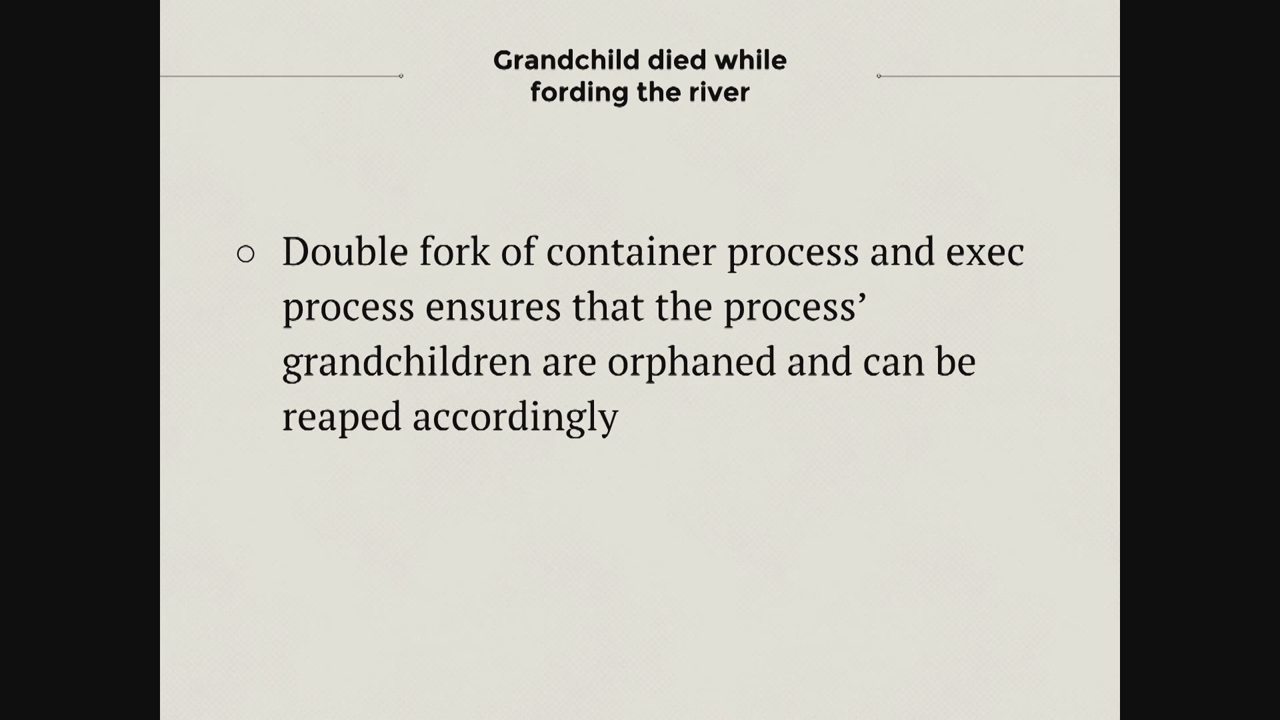 Grandchild died while
fording the river
○ Double fork of container process and exec
process ensures that the process’
grandchildren are orphaned and can be
reaped accordingly